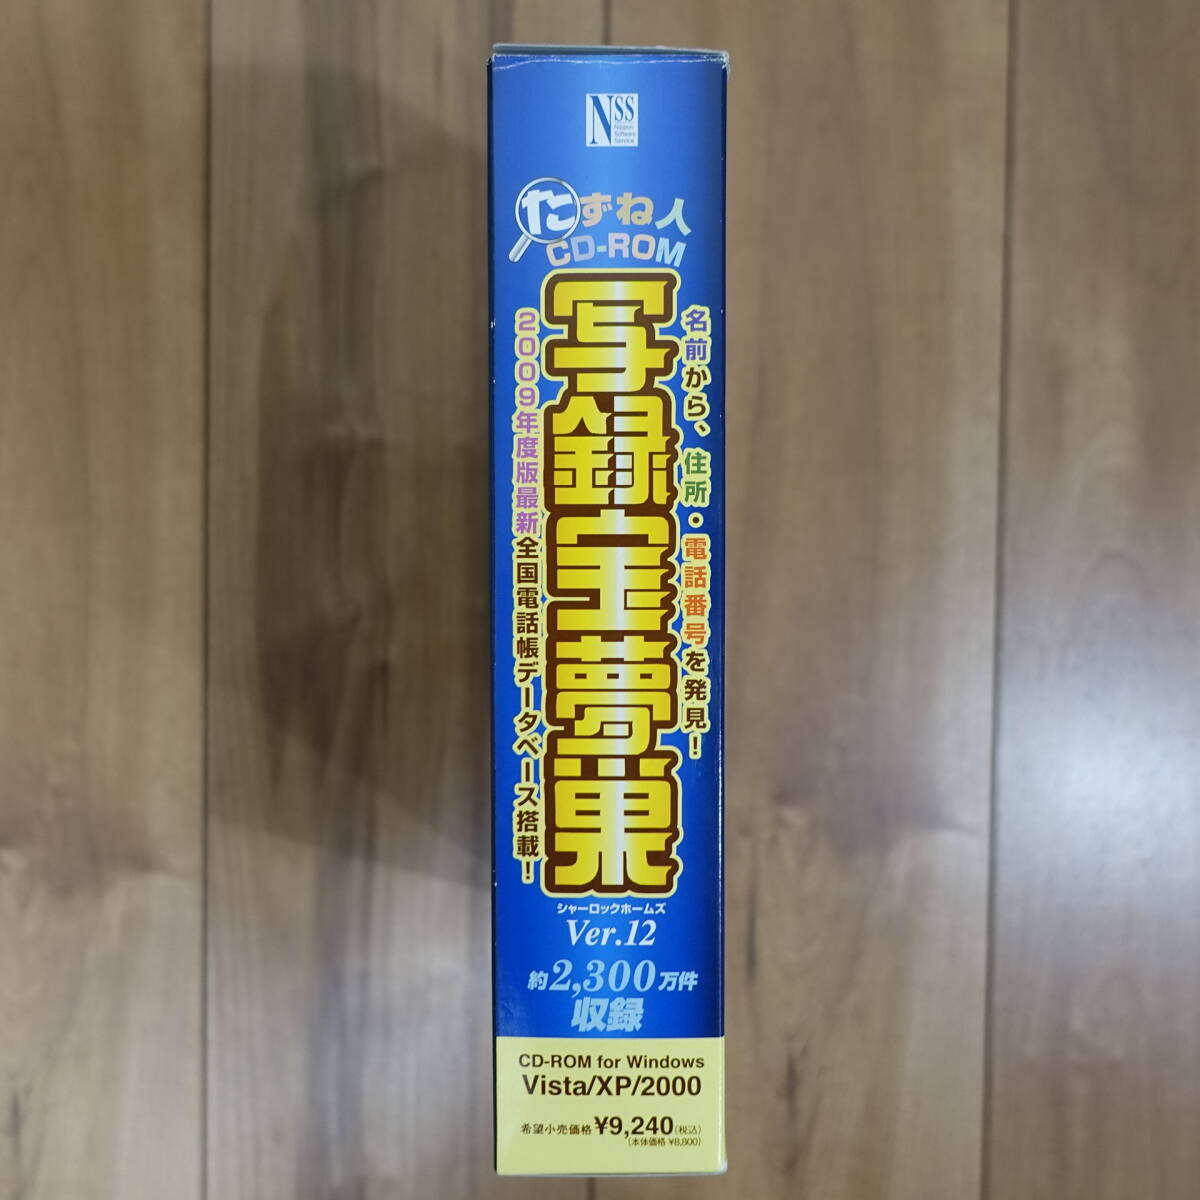 NSS
Nippon
Software
Service
たずね人
CD-ROM
名前から、住所・電話番号を発見！
写録宝夢巣
2009年度版最新全国電話帳データベース搭載！
シャーロックホームズ
Ver.12
約2,300万件
収録
CD-ROM for Windows
Vista/XP/2000
希望小売価格 ¥9,240(税込)
(本体価格 ¥8,800)